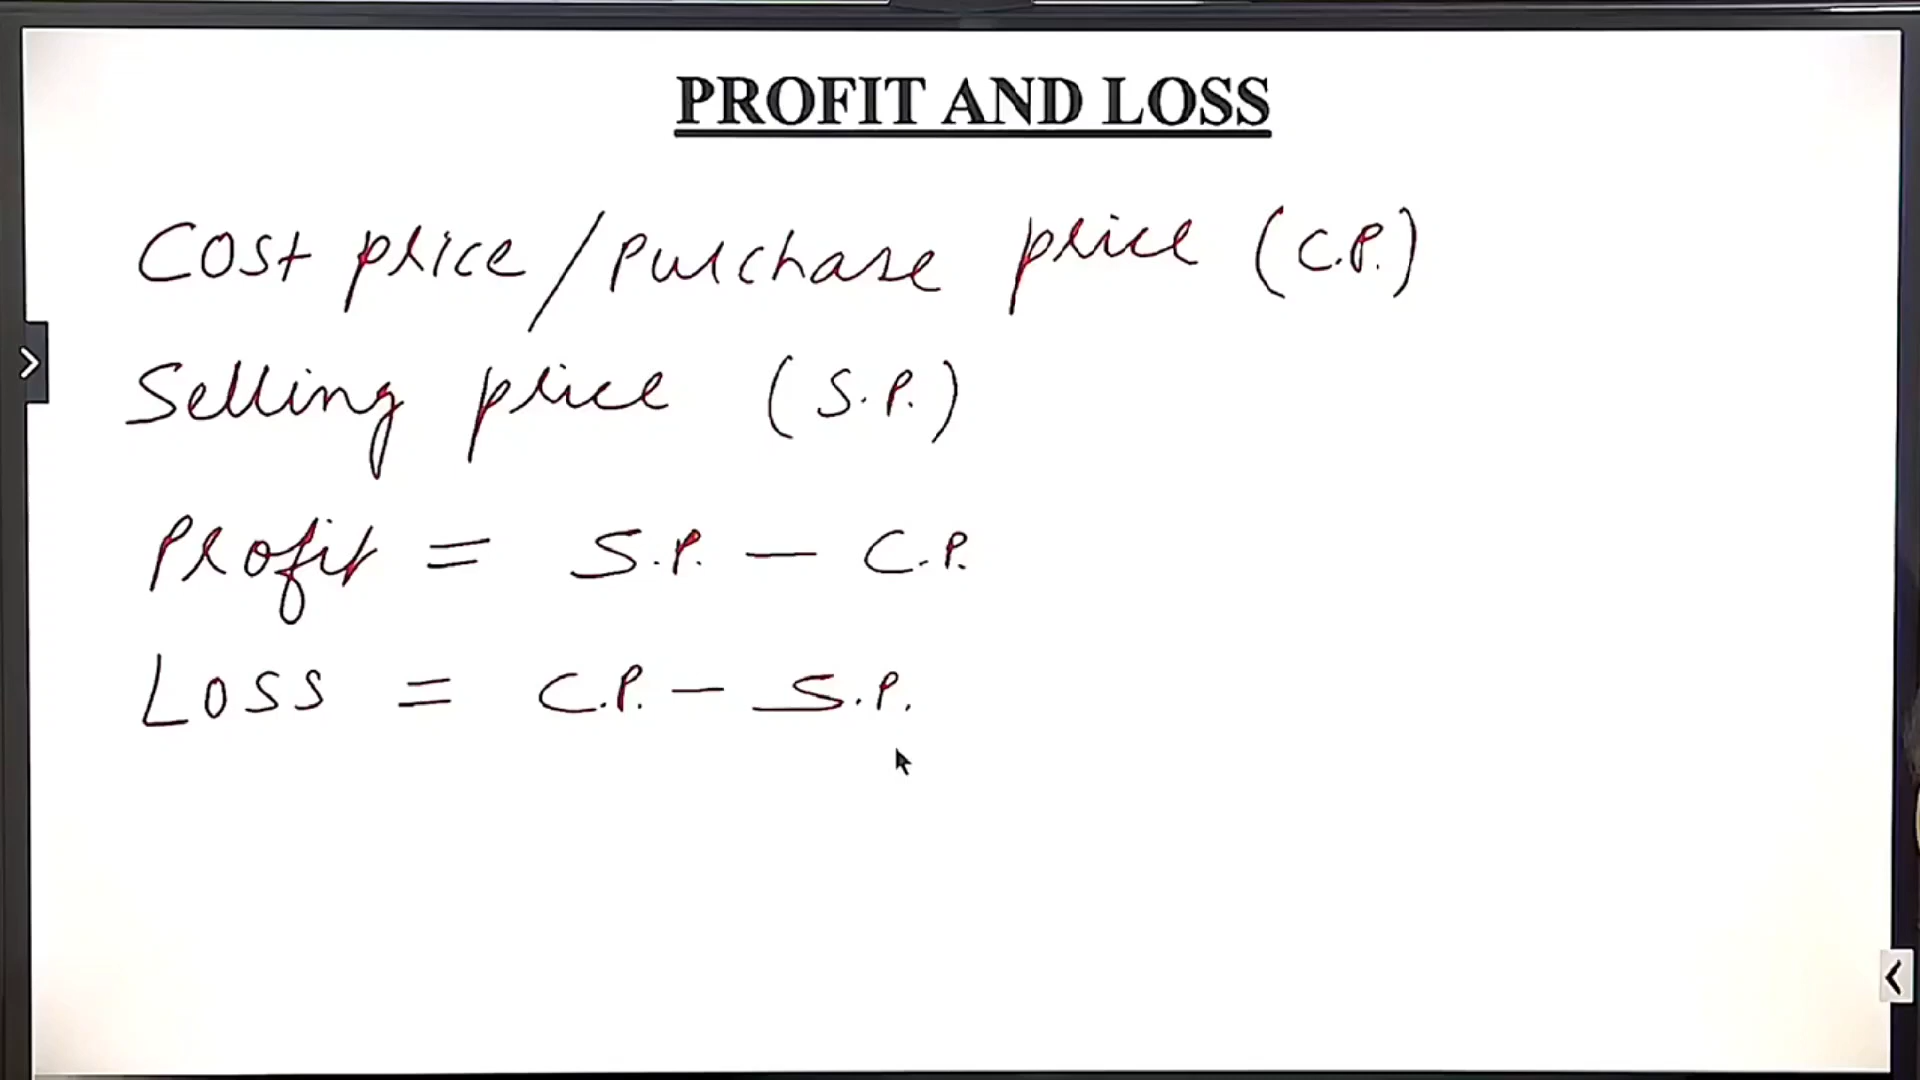 PROFIT AND LOSS
Cost price/Purchase price (C.P.)
Selling price (S.P.)
Profit = S.P. - C.P.
Loss = C.P. - S.P.